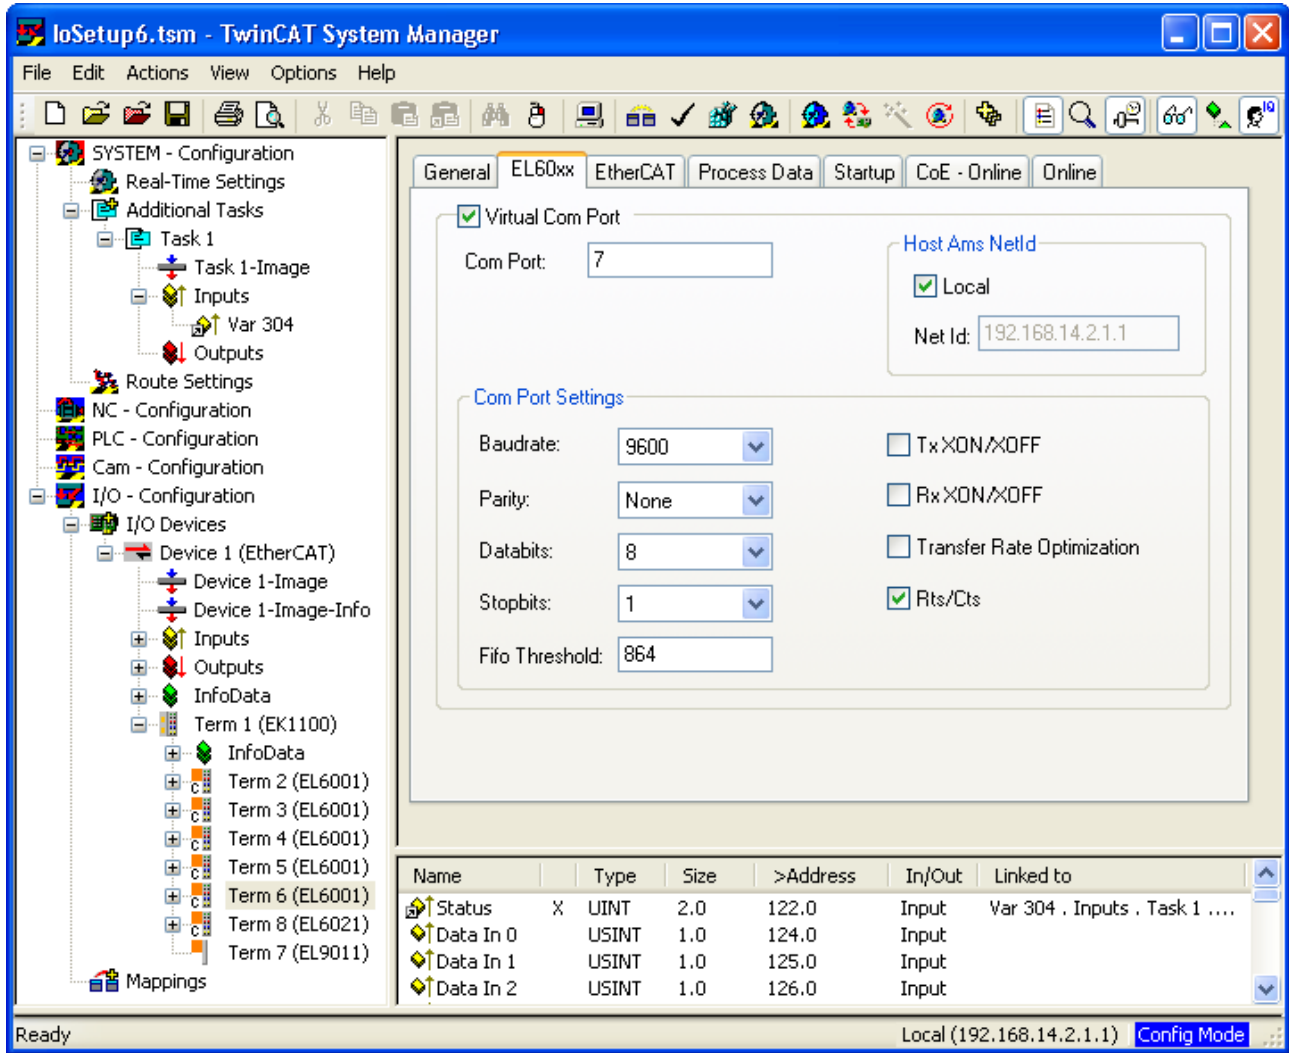 IoSetup6.tsm - TwinCAT System Manager
File Edit Actions View Options Help
SYSTEM - Configuration
Real-Time Settings
Additional Tasks
Task 1
Task 1-Image
Inputs
Var 304
Outputs
Route Settings
NC - Configuration
PLC - Configuration
Cam - Configuration
I/O - Configuration
I/O Devices
Device 1 (EtherCAT)
Device 1-Image
Device 1-Image-Info
Inputs
Outputs
InfoData
Term 1 (EK1100)
InfoData
Term 2 (EL6001)
Term 3 (EL6001)
Term 4 (EL6001)
Term 5 (EL6001)
Term 6 (EL6001)
Term 8 (EL6021)
Term 7 (EL9011)
Mappings
General EL60xx EtherCAT Process Data Startup CoE - Online Online
Virtual Com Port
Com Port: 7
Host Ams NetId
Local
Net Id: 192.168.14.2.1.1
Com Port Settings
Baudrate: 9600
Tx XON/XOFF
Parity: None
Rx XON/XOFF
Databits: 8
Transfer Rate Optimization
Stopbits: 1
Rts/Cts
Fifo Threshold: 864
Name Type Size >Address In/Out Linked to
Status X UINT 2.0 122.0 Input Var 304 . Inputs . Task 1 ....
Data In 0 USINT 1.0 124.0 Input
Data In 1 USINT 1.0 125.0 Input
Data In 2 USINT 1.0 126.0 Input
Ready Local (192.168.14.2.1.1) Config Mode